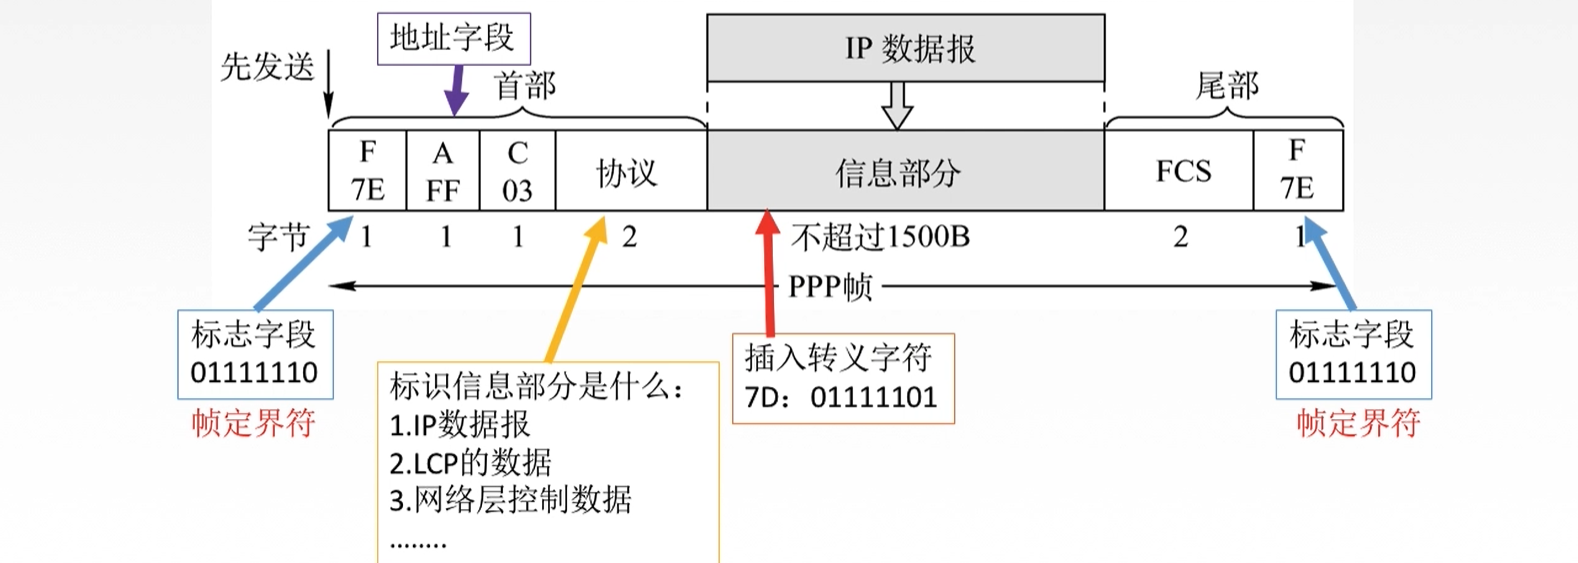 地址字段
IP 数据报
先发送
首部
尾部
F
7E
A
FF
C
03
协议
信息部分
FCS
F
7E
字节
1
1
1
2
不超过1500B
2
1
PPP帧
标志字段
01111110
帧定界符
标识信息部分是什么：
1.IP数据报
2.LCP的数据
3.网络层控制数据
........
插入转义字符
7D：01111101
标志字段
01111110
帧定界符